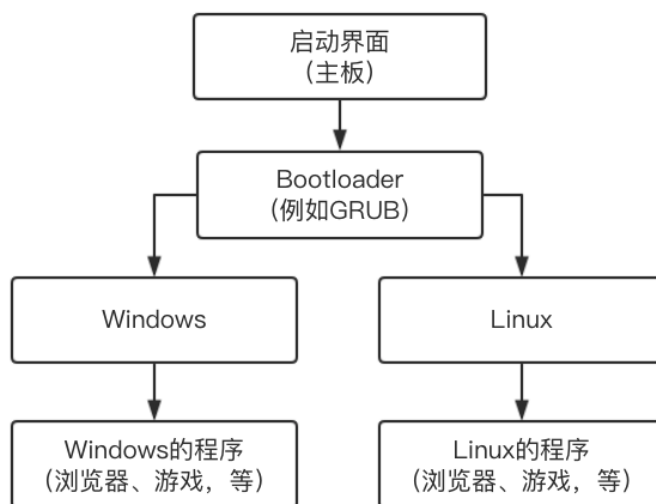 启动界面
（主板）
Bootloader
（例如GRUB）
Windows
Linux
Windows的程序
（浏览器、游戏，等）
Linux的程序
（浏览器、游戏，等）